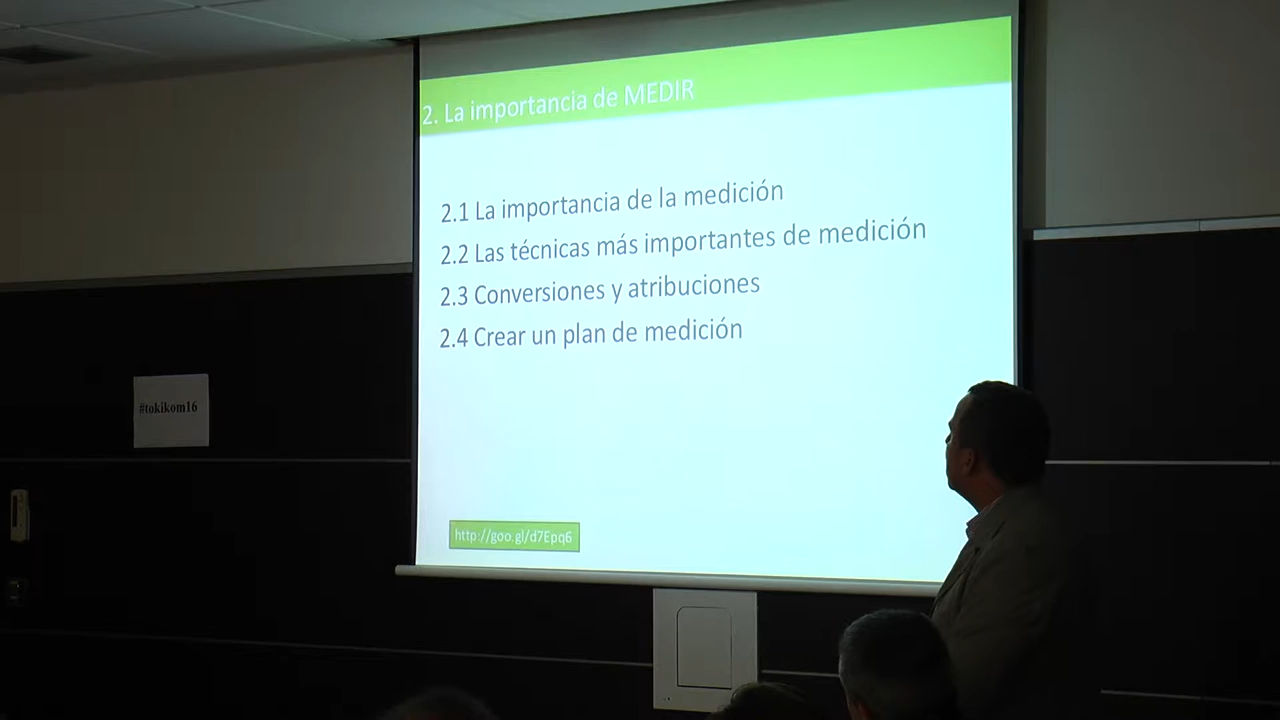 2. La importancia de MEDIR
2.1 La importancia de la medición
2.2 Las técnicas más importantes de medición
2.3 Conversiones y atribuciones
2.4 Crear un plan de medición
#tokikom16
http://goo.gl/d7Epq6